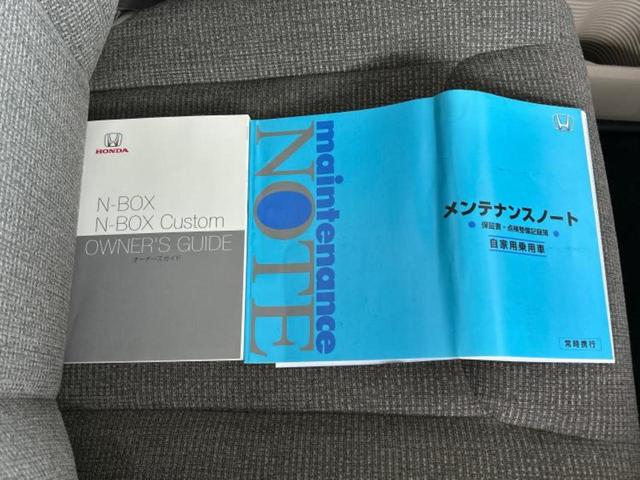 HONDA
N-BOX
N-BOX Custom
OWNER'S GUIDE
オーナーズガイド
maintenance
NOTE
メンテナンスノート
保証書・点検整備記録簿
自家用乗用車
常時携行